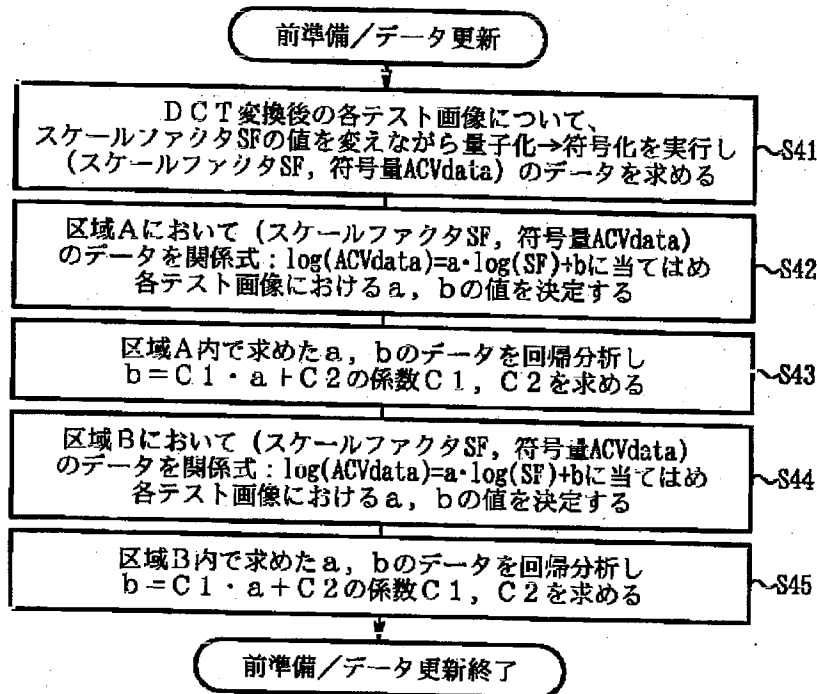 前準備／データ更新
ＤＣＴ変換後の各テスト画像について、
スケールファクタSFの値を変えながら量子化→符号化を実行し
（スケールファクタSF，符号量ACVdata）のデータを求める
～S41
区域Ａにおいて（スケールファクタSF，符号量ACVdata）
のデータを関係式：log(ACVdata)=a·log(SF)+bに当てはめ
各テスト画像におけるａ，ｂの値を決定する
～S42
区域Ａ内で求めたａ，ｂのデータを回帰分析し
ｂ＝Ｃ１・ａ＋Ｃ２の係数Ｃ１，Ｃ２を求める
～S43
区域Ｂにおいて（スケールファクタSF，符号量ACVdata）
のデータを関係式：log(ACVdata)=a·log(SF)+bに当てはめ
各テスト画像におけるａ，ｂの値を決定する
～S44
区域Ｂ内で求めたａ，ｂのデータを回帰分析し
ｂ＝Ｃ１・ａ＋Ｃ２の係数Ｃ１，Ｃ２を求める
～S45
前準備／データ更新終了